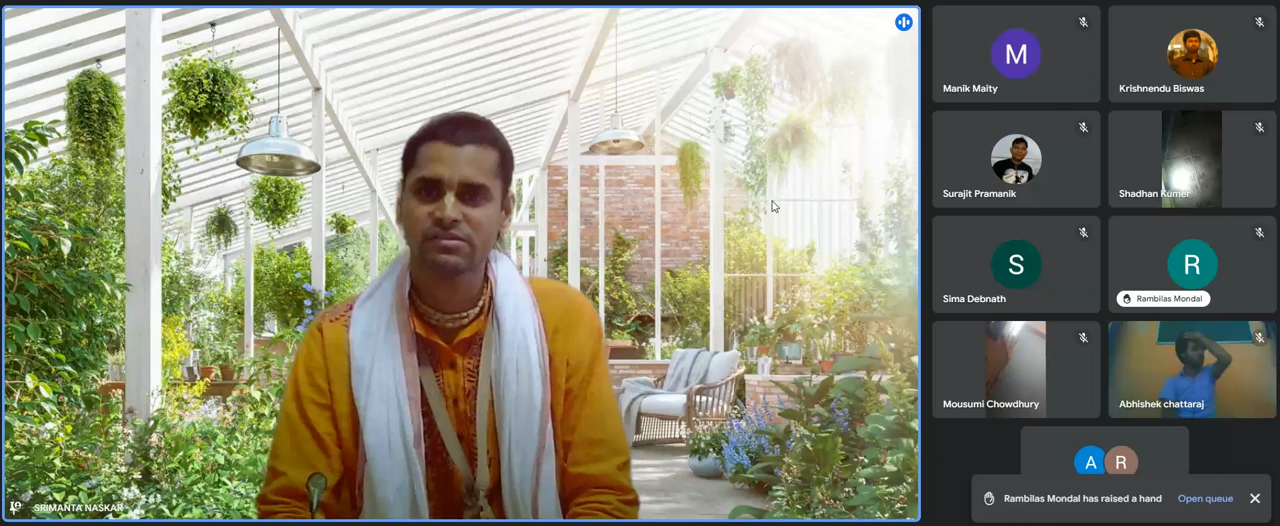 SRIMANTA NASKAR
M
Manik Maity
Krishnendu Biswas
Surajit Pramanik
Shadhan Kumer
S
Sima Debnath
R
Rambilas Mondal
Mousumi Chowdhury
Abhishek chattaraj
A R
Rambilas Mondal has raised a hand Open queue